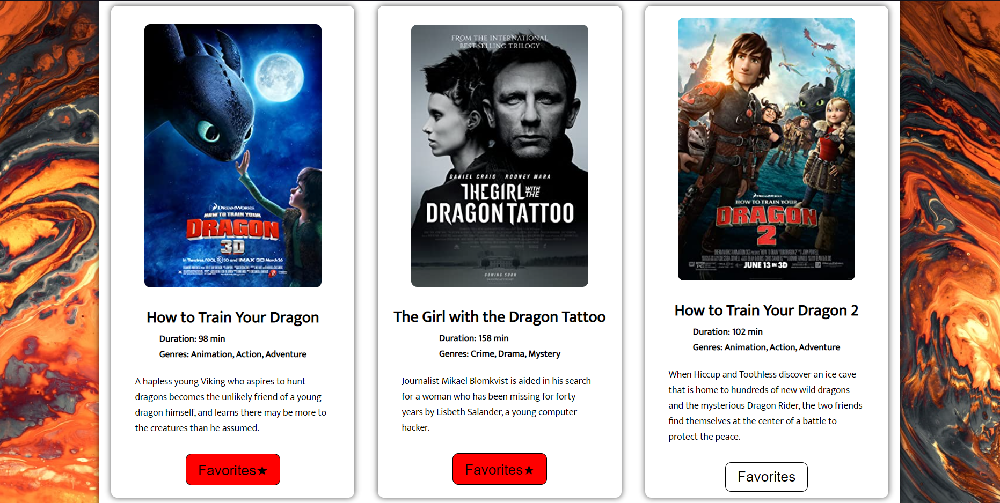 DREAMWORKS
HOW TO TRAIN YOUR
DRAGON
3D
In Theatres, REAL D 3D and IMAX 3D March 26
How to Train Your Dragon
Duration: 98 min
Genres: Animation, Action, Adventure
A hapless young Viking who aspires to hunt
dragons becomes the unlikely friend of a young
dragon himself, and learns there may be more to
the creatures than he assumed.
Favorites★
FROM THE INTERNATIONAL
BEST-SELLING TRILOGY
DANIEL CRAIG ROONEY MARA
THE GIRL WITH THE
DRAGON TATTOO
COMING SOON
The Girl with the Dragon Tattoo
Duration: 158 min
Genres: Crime, Drama, Mystery
Journalist Mikael Blomkvist is aided in his search
for a woman who has been missing for forty
years by Lisbeth Salander, a young computer
hacker.
Favorites★
DREAMWORKS
HOW TO TRAIN YOUR
DRAGON
2
PG
JUNE 13 IN 3D
How to Train Your Dragon 2
Duration: 102 min
Genres: Animation, Action, Adventure
When Hiccup and Toothless discover an ice cave
that is home to hundreds of new wild dragons
and the mysterious Dragon Rider, the two friends
find themselves at the center of a battle to
protect the peace.
Favorites